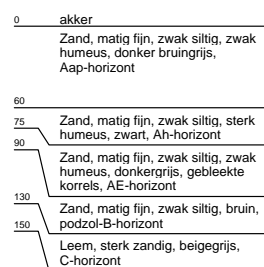 0 akker
Zand, matig fijn, zwak siltig, zwak
humeus, donker bruingrijs,
Aap-horizont
60
75 Zand, matig fijn, zwak siltig, sterk
humeus, zwart, Ah-horizont
90
Zand, matig fijn, zwak siltig, zwak
humeus, donkergrijs, gebleekte
korrels, AE-horizont
130
Zand, matig fijn, zwak siltig, bruin,
podzol-B-horizont
150
Leem, sterk zandig, beigegrijs,
C-horizont